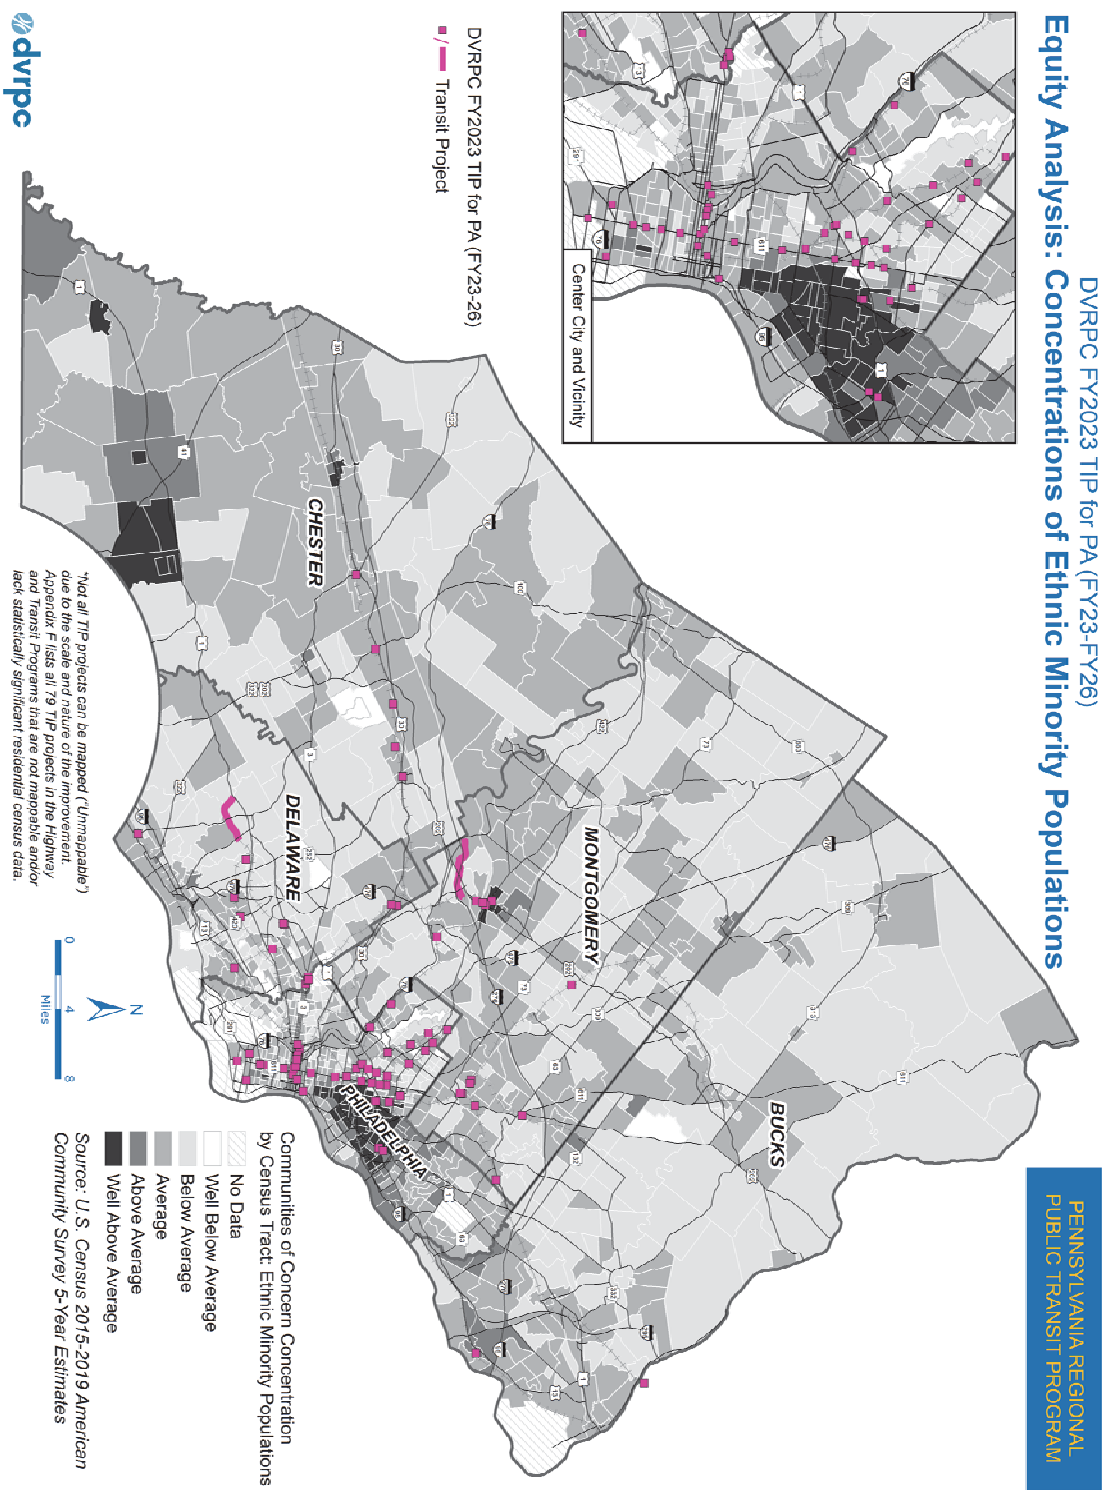 DVRPC FY2023 TIP for PA (FY23-FY26)
Equity Analysis: Concentrations of Ethnic Minority Populations
PENNSYLVANIA REGIONAL
PUBLIC TRANSIT PROGRAM
Center City and Vicinity
DVRPC FY2023 TIP for PA (FY23-26)
Transit Project
CHESTER
DELAWARE
MONTGOMERY
BUCKS
PHILADELPHIA
*Not all TIP projects can be mapped ("Unmappable")
due to the scale and nature of the improvement.
Appendix F lists all 79 TIP projects in the Highway
and Transit Programs that are not mappable and/or
lack statistically significant residential census data.
N
0 4 8
Miles
Communities of Concern Concentration
by Census Tract: Ethnic Minority Populations
No Data
Well Below Average
Below Average
Average
Above Average
Well Above Average
Source: U.S. Census 2015-2019 American
Community Survey 5-Year Estimates
dvrpc